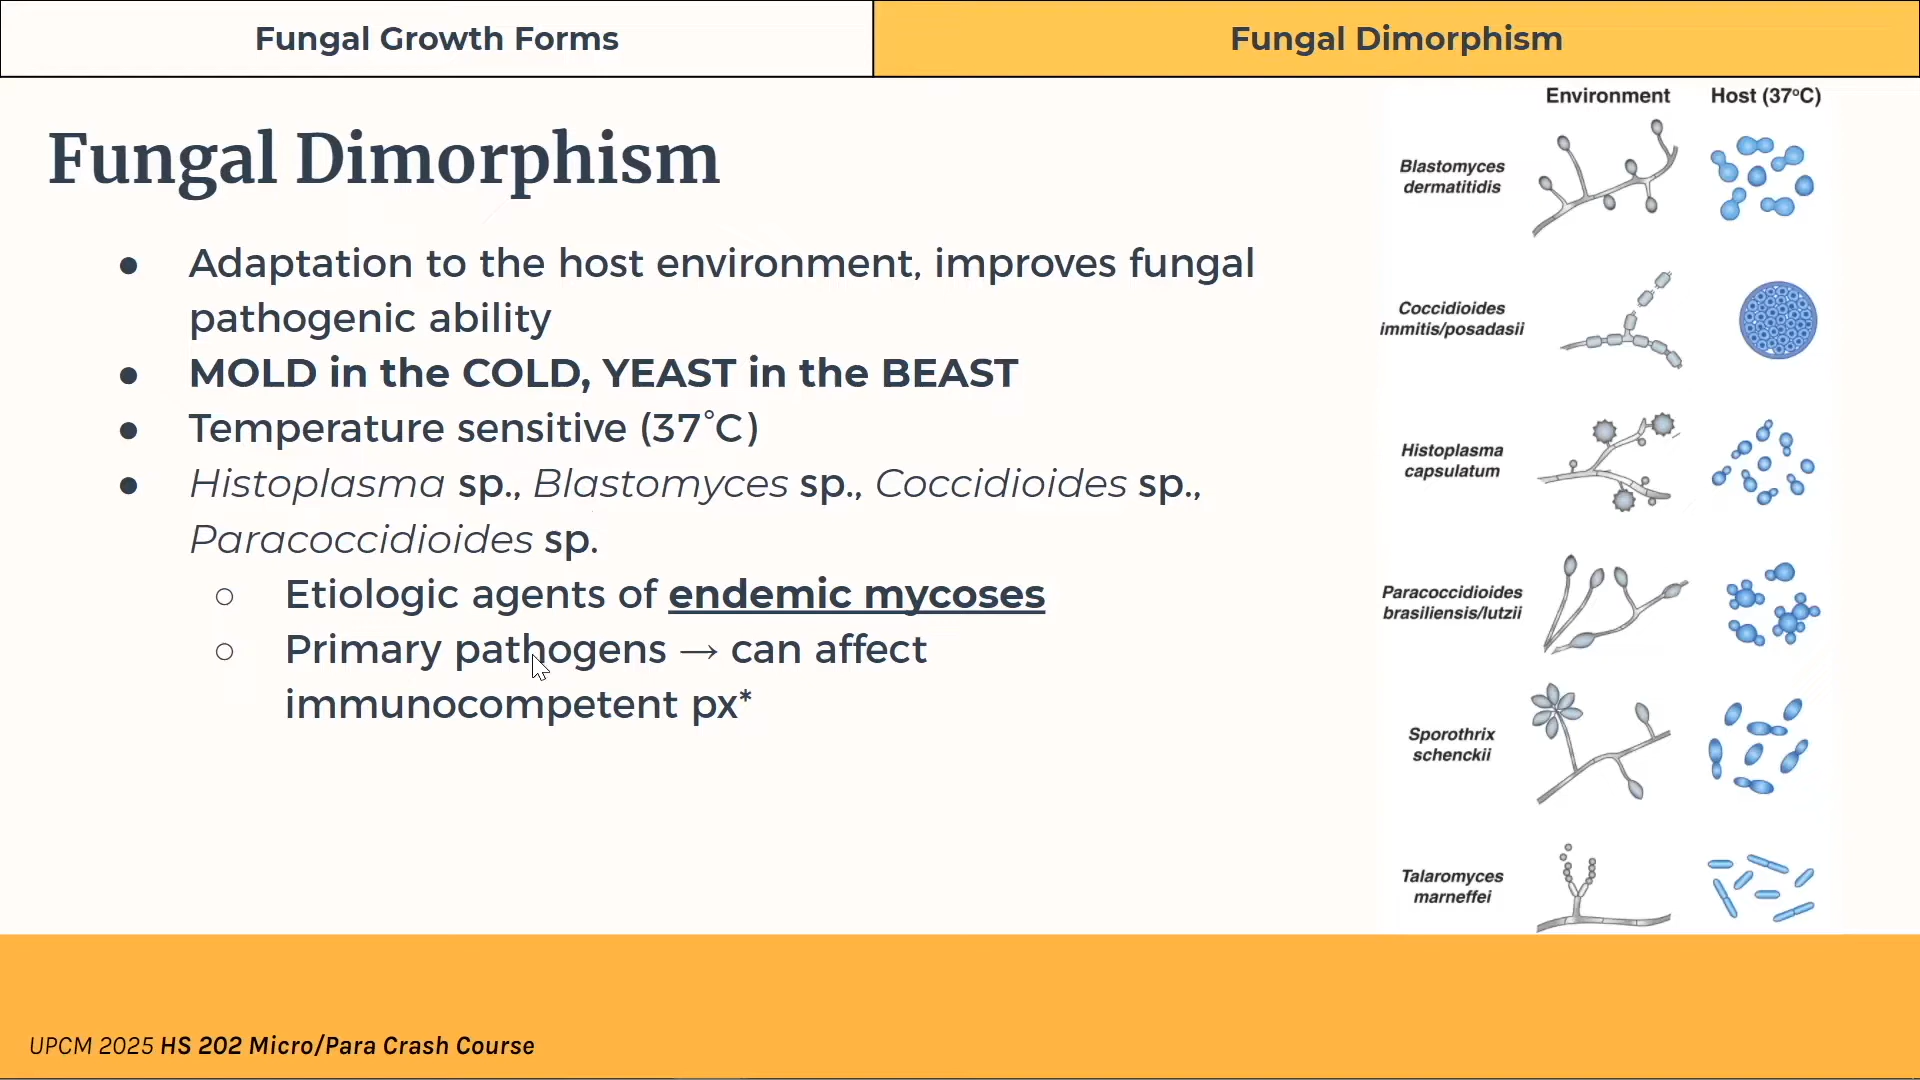 Fungal Growth Forms
Fungal Dimorphism
Fungal Dimorphism
● Adaptation to the host environment, improves fungal
pathogenic ability
● MOLD in the COLD, YEAST in the BEAST
● Temperature sensitive (37°C)
● Histoplasma sp., Blastomyces sp., Coccidioides sp.,
Paracoccidioides sp.
○ Etiologic agents of endemic mycoses
○ Primary pathogens → can affect
immunocompetent px*
Environment
Host (37°C)
Blastomyces
dermatitidis
Coccidioides
immitis/posadasii
Histoplasma
capsulatum
Paracoccidioides
brasiliensis/lutzii
Sporothrix
schenckii
Talaromyces
marneffei
UPCM 2025 HS 202 Micro/Para Crash Course